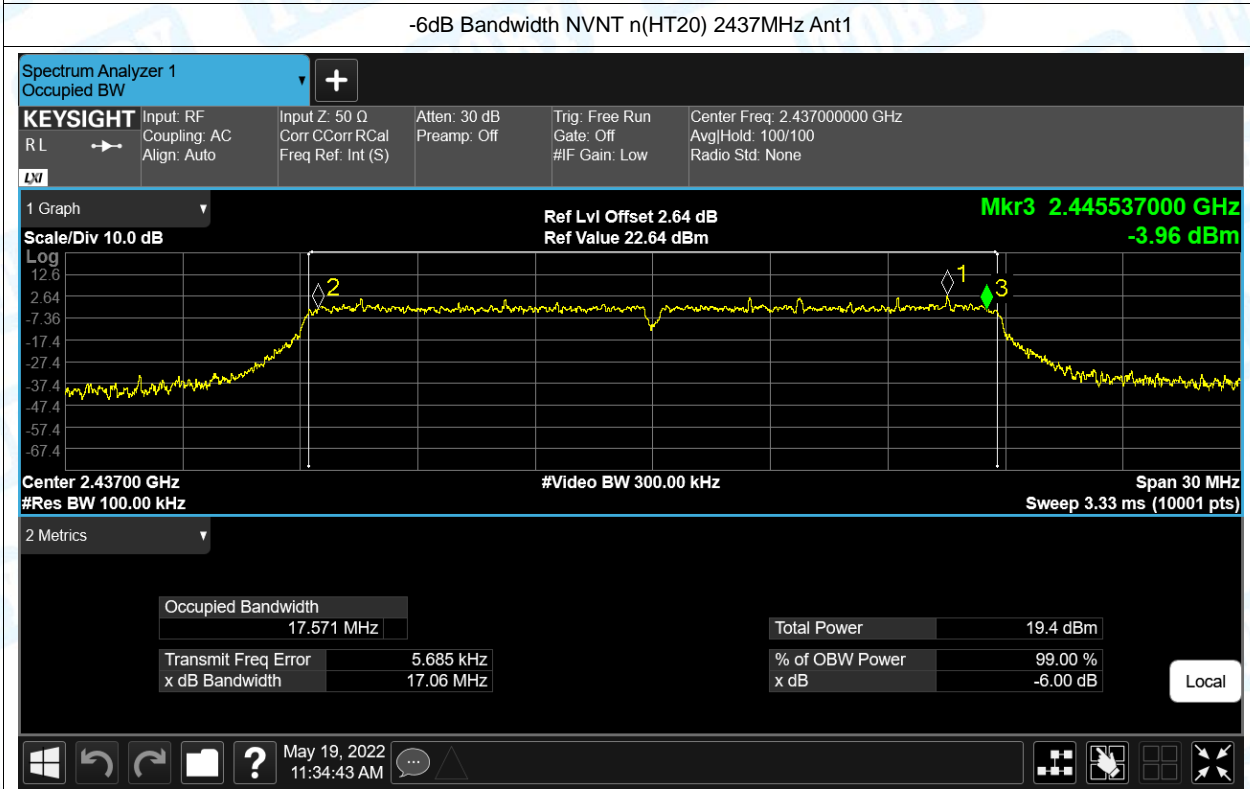 -6dB Bandwidth NVNT n(HT20) 2437MHz Ant1
Spectrum Analyzer 1
Occupied BW
KEYSIGHT
RL
LXI
Input: RF
Coupling: AC
Align: Auto
Input Z: 50 Ω
Corr CCorr RCal
Freq Ref: Int (S)
Atten: 30 dB
Preamp: Off
Trig: Free Run
Gate: Off
#IF Gain: Low
Center Freq: 2.437000000 GHz
Avg|Hold: 100/100
Radio Std: None
1 Graph
Scale/Div 10.0 dB
Ref Lvl Offset 2.64 dB
Ref Value 22.64 dBm
Mkr3 2.445537000 GHz
-3.96 dBm
Log
12.6
2.64
-7.36
-17.4
-27.4
-37.4
-47.4
-57.4
-67.4
2
1
3
Center 2.43700 GHz
#Video BW 300.00 kHz
Span 30 MHz
#Res BW 100.00 kHz
Sweep 3.33 ms (10001 pts)
2 Metrics
Occupied Bandwidth
17.571 MHz
Transmit Freq Error 5.685 kHz
x dB Bandwidth 17.06 MHz
Total Power 19.4 dBm
% of OBW Power 99.00 %
x dB -6.00 dB
Local
?
May 19, 2022
11:34:43 AM